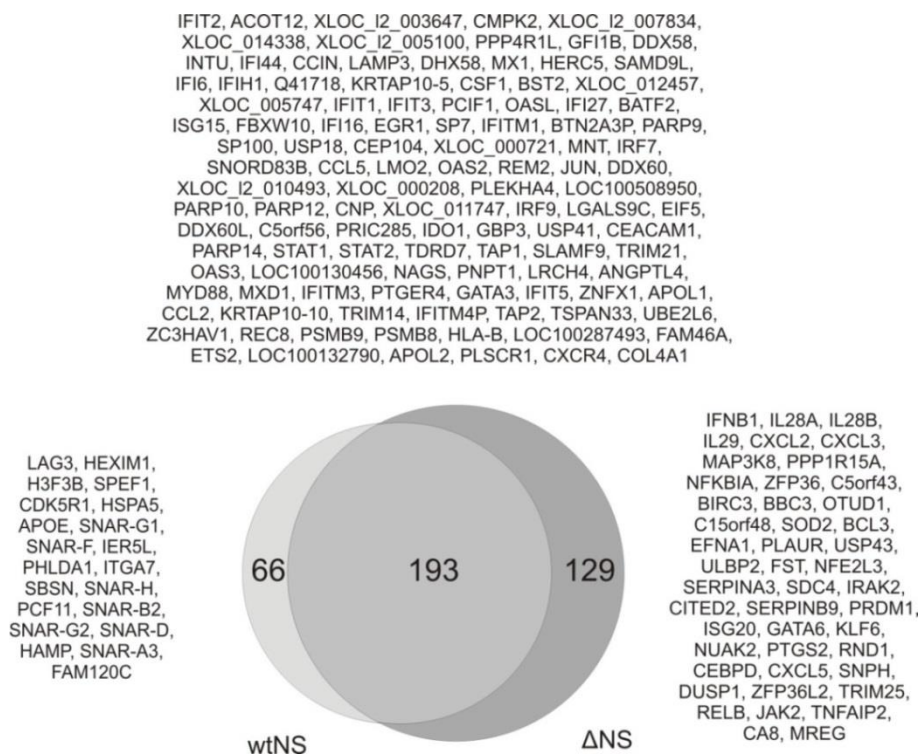 IFIT2, ACOT12, XLOC_I2_003647, CMPK2, XLOC_I2_007834,
XLOC_014338, XLOC_I2_005100, PPP4R1L, GFI1B, DDX58,
INTU, IFI44, CCIN, LAMP3, DHX58, MX1, HERC5, SAMD9L,
IFI6, IFIH1, Q41718, KRTAP10-5, CSF1, BST2, XLOC_012457,
XLOC_005747, IFIT1, IFIT3, PCIF1, OASL, IFI27, BATF2,
ISG15, FBXW10, IFI16, EGR1, SP7, IFITM1, BTN2A3P, PARP9,
SP100, USP18, CEP104, XLOC_000721, MNT, IRF7,
SNORD83B, CCL5, LMO2, OAS2, REM2, JUN, DDX60,
XLOC_I2_010493, XLOC_000208, PLEKHA4, LOC100508950,
PARP10, PARP12, CNP, XLOC_011747, IRF9, LGALS9C, EIF5,
DDX60L, C5orf56, PRIC285, IDO1, GBP3, USP41, CEACAM1,
PARP14, STAT1, STAT2, TDRD7, TAP1, SLAMF9, TRIM21,
OAS3, LOC100130456, NAGS, PNPT1, LRCH4, ANGPTL4,
MYD88, MXD1, IFITM3, PTGER4, GATA3, IFIT5, ZNFX1, APOL1,
CCL2, KRTAP10-10, TRIM14, IFITM4P, TAP2, TSPAN33, UBE2L6,
ZC3HAV1, REC8, PSMB9, PSMB8, HLA-B, LOC100287493, FAM46A,
ETS2, LOC100132790, APOL2, PLSCR1, CXCR4, COL4A1
LAG3, HEXIM1,
H3F3B, SPEF1,
CDK5R1, HSPA5,
APOE, SNAR-G1,
SNAR-F, IER5L,
PHLDA1, ITGA7,
SBSN, SNAR-H,
PCF11, SNAR-B2,
SNAR-G2, SNAR-D,
HAMP, SNAR-A3,
FAM120C
66
193
129
wtNS
ΔNS
IFNB1, IL28A, IL28B,
IL29, CXCL2, CXCL3,
MAP3K8, PPP1R15A,
NFKBIA, ZFP36, C5orf43,
BIRC3, BBC3, OTUD1,
C15orf48, SOD2, BCL3,
EFNA1, PLAUR, USP43,
ULBP2, FST, NFE2L3,
SERPINA3, SDC4, IRAK2,
CITED2, SERPINB9, PRDM1,
ISG20, GATA6, KLF6,
NUAK2, PTGS2, RND1,
CEBPD, CXCL5, SNPH,
DUSP1, ZFP36L2, TRIM25,
RELB, JAK2, TNFAIP2,
CA8, MREG